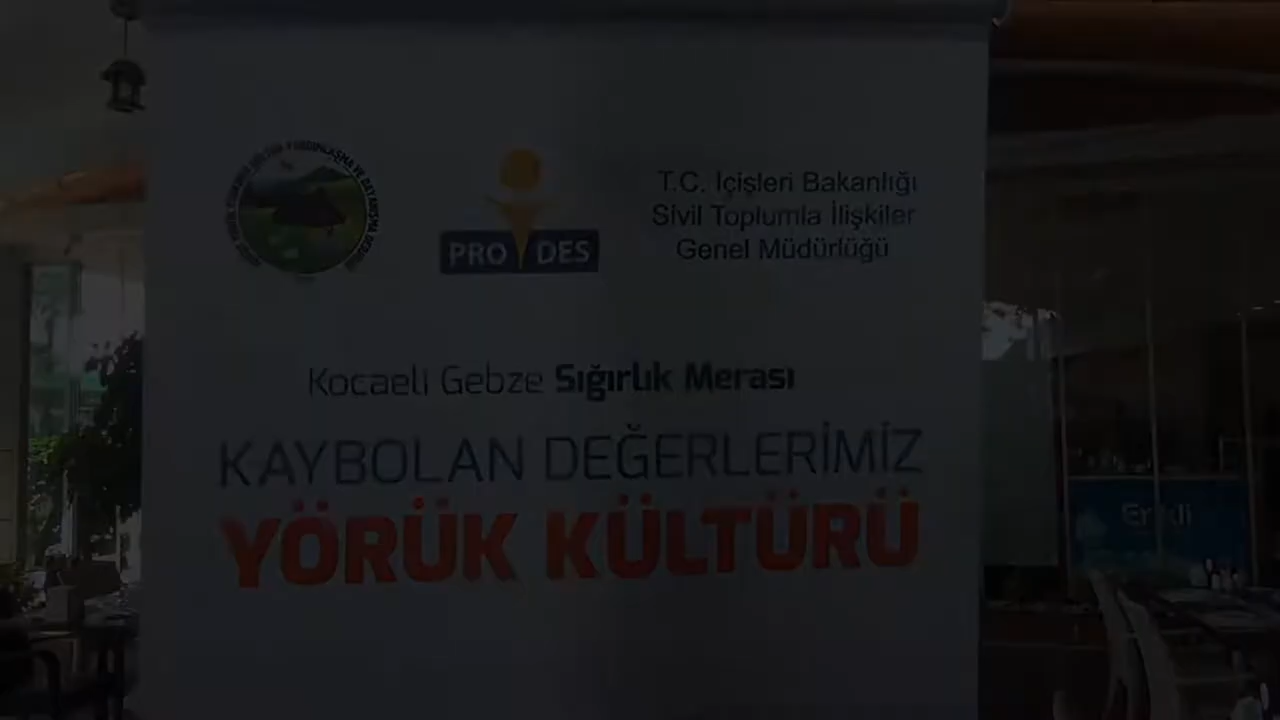 PRO DES
T.C. İçişleri Bakanlığı
Sivil Toplumla İlişkiler
Genel Müdürlüğü
Kocaeli Gebze Sığırlık Merası
KAYBOLAN DEĞERLERİMİZ
YÖRÜK KÜLTÜRÜ